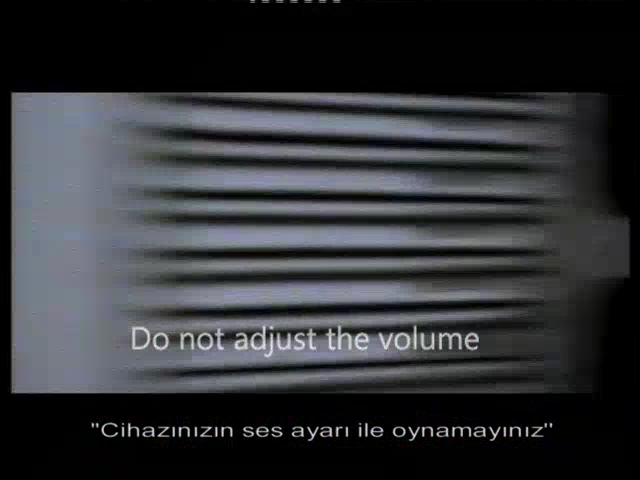 Do not adjust the volume
"Cihazınızın ses ayarı ile oynamayınız"